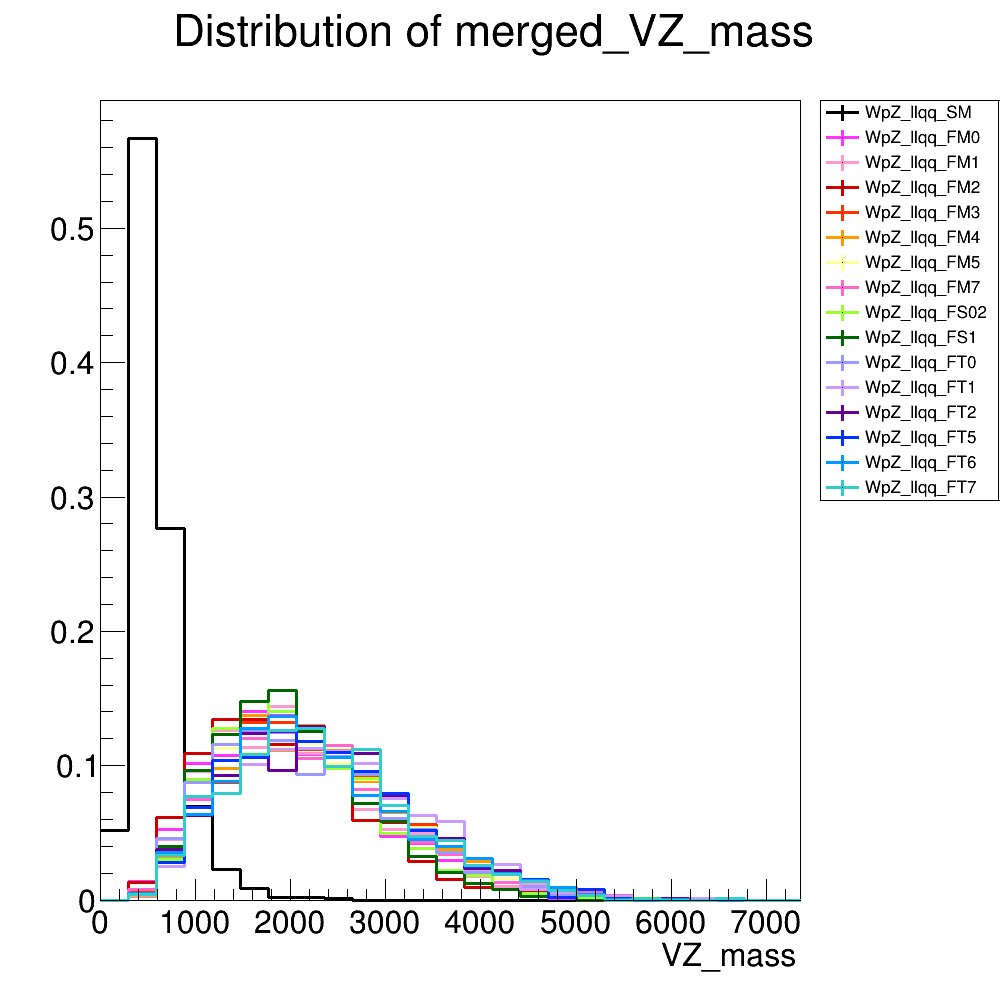 Distribution of merged_VZ_mass
WpZ_llqq_SM
WpZ_llqq_FM0
WpZ_llqq_FM1
WpZ_llqq_FM2
WpZ_llqq_FM3
WpZ_llqq_FM4
WpZ_llqq_FM5
WpZ_llqq_FM7
WpZ_llqq_FS02
WpZ_llqq_FS1
WpZ_llqq_FT0
WpZ_llqq_FT1
WpZ_llqq_FT2
WpZ_llqq_FT5
WpZ_llqq_FT6
WpZ_llqq_FT7
0.5
0.4
0.3
0.2
0.1
0
0 1000 2000 3000 4000 5000 6000 7000
VZ_mass